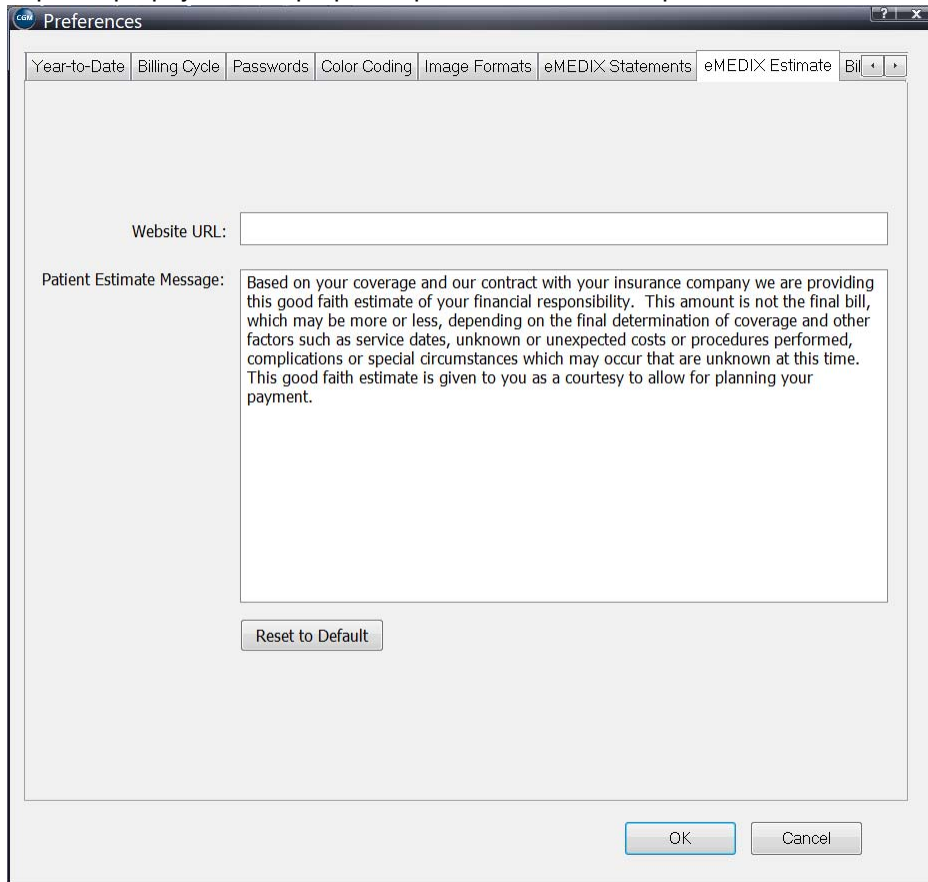 CGM Preferences ? x
Year-to-Date Billing Cycle Passwords Color Coding Image Formats eMEDIX Statements eMEDIX Estimate Bil
Website URL:
Patient Estimate Message:
Based on your coverage and our contract with your insurance company we are providing
this good faith estimate of your financial responsibility. This amount is not the final bill,
which may be more or less, depending on the final determination of coverage and other
factors such as service dates, unknown or unexpected costs or procedures performed,
complications or special circumstances which may occur that are unknown at this time.
This good faith estimate is given to you as a courtesy to allow for planning your
payment.
Reset to Default
OK Cancel